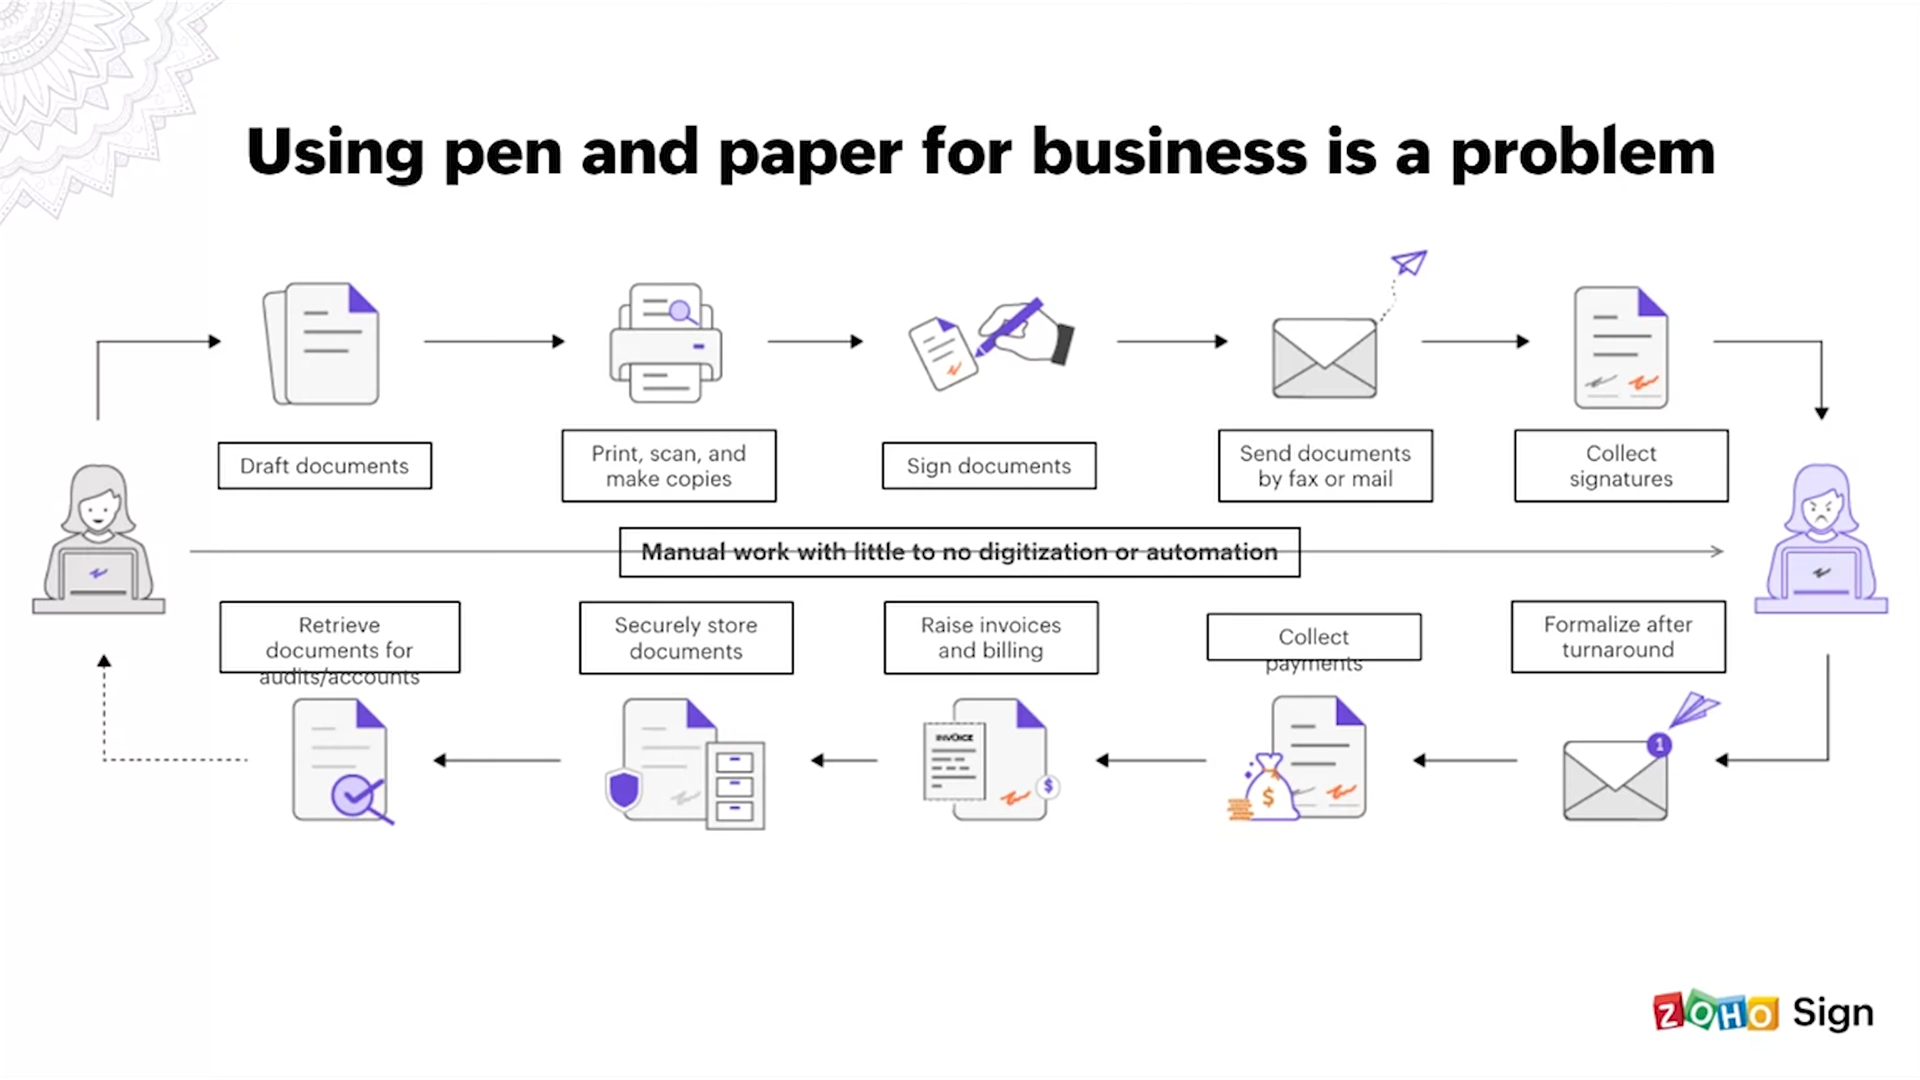 Using pen and paper for business is a problem
Draft documents
Print, scan, and
make copies
Sign documents
Send documents
by fax or mail
Collect
signatures
Manual work with little to no digitization or automation
Retrieve
documents for
audits/accounts
Securely store
documents
Raise invoices
and billing
Collect
payments
Formalize after
turnaround
INVOICE
$
$
1
ZOHO Sign